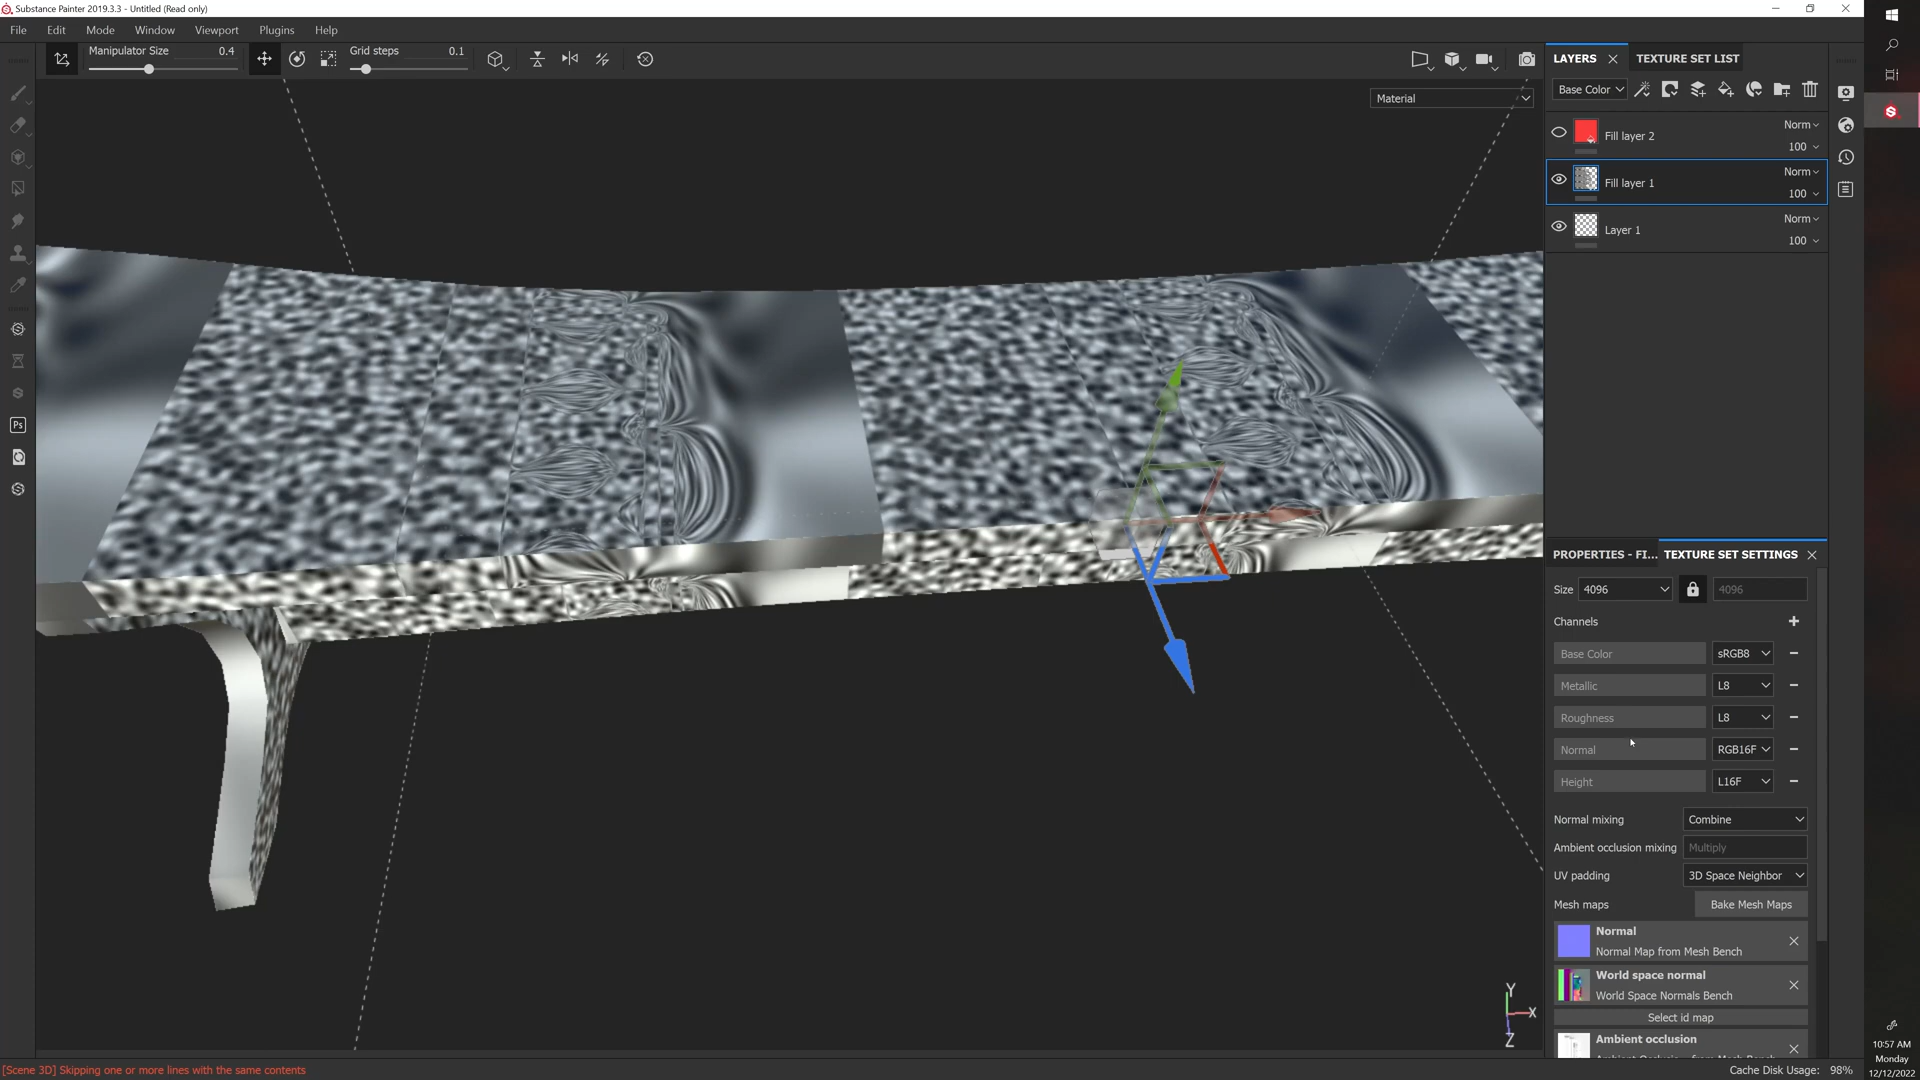 Substance Painter 2019.3.3 - Untitled (Read only)
File Edit Mode Window Viewport Plugins Help
Manipulator Size 0.4 Grid steps 0.1
Material
LAYERS TEXTURE SET LIST
Base Color
Fill layer 2 Norm 100
Fill layer 1 Norm 100
Layer 1 Norm 100
PROPERTIES - FI... TEXTURE SET SETTINGS
Size 4096 4096
Channels
Base Color sRGB8
Metallic L8
Roughness L8
Normal RGB16F
Height L16F
Normal mixing Combine
Ambient occlusion mixing Multiply
UV padding 3D Space Neighbor
Mesh maps Bake Mesh Maps
Normal
Normal Map from Mesh Bench
World space normal
World Space Normals Bench
Select id map
Ambient occlusion
Ps
Y
X
Z
[Scene 3D] Skipping one or more lines with the same contents
Cache Disk Usage: 98%
10:57 AM
Monday
12/12/2022